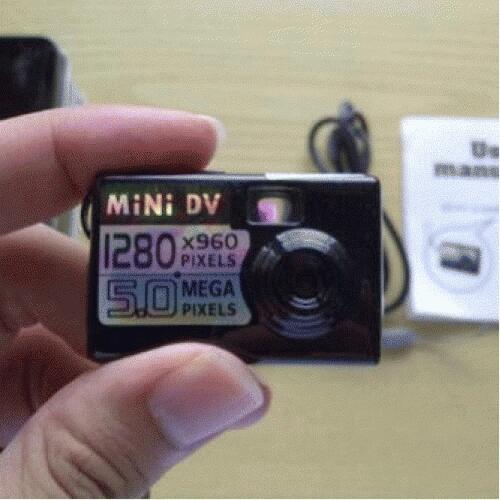 MiNi DV
1280 x960
PIXELS
5.0 MEGA
PIXELS